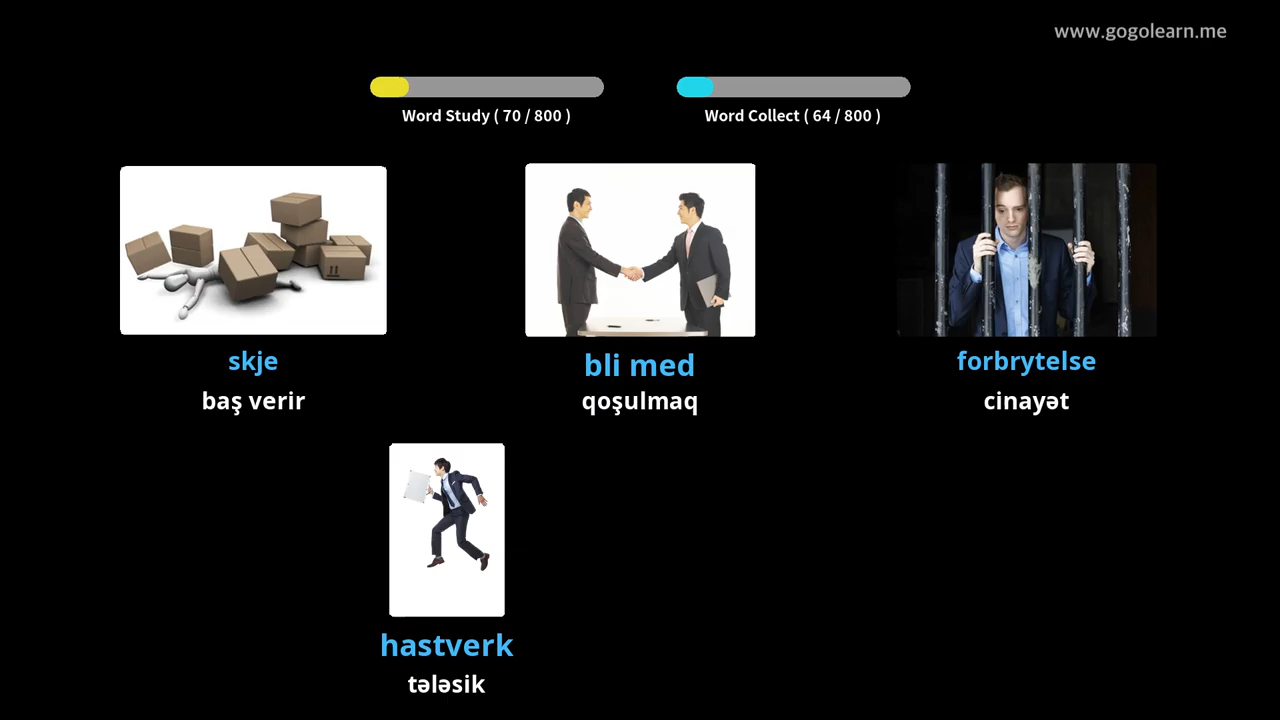 www.gogolearn.me
Word Study ( 70 / 800 )
Word Collect ( 64 / 800 )
skje
baş verir
bli med
qoşulmaq
forbrytelse
cinayət
hastverk
tələsik